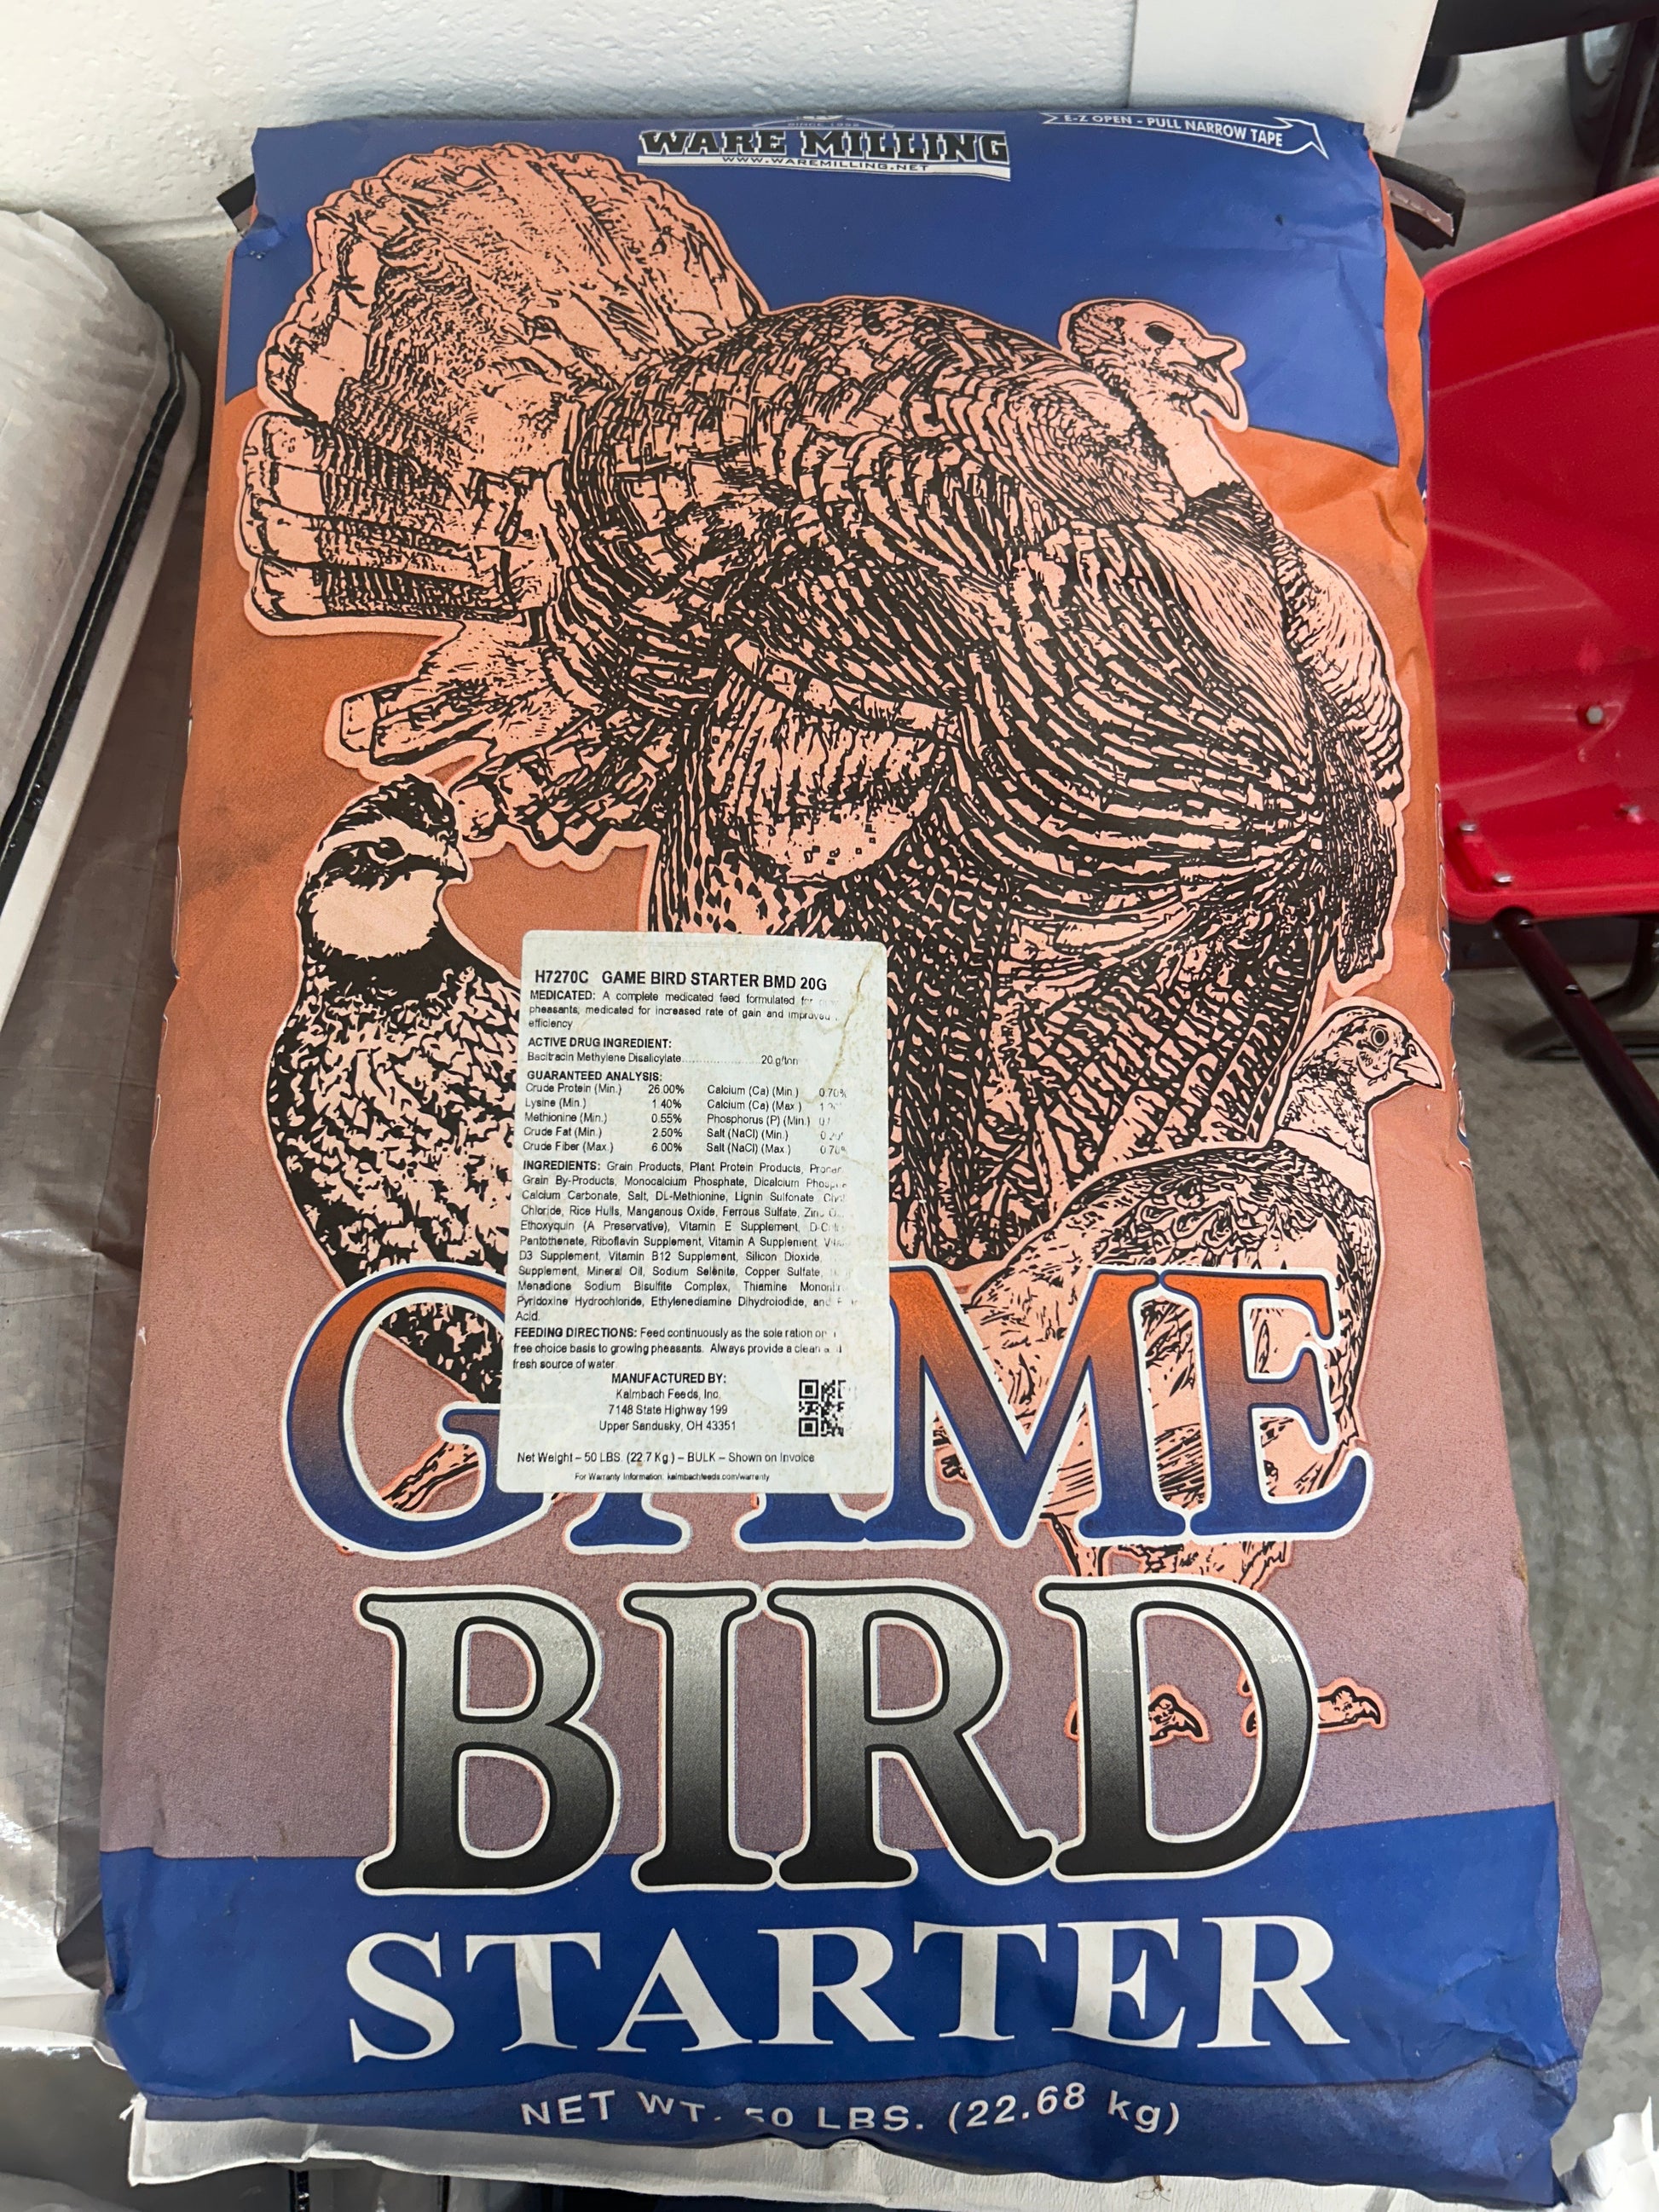 SINCE 1952
WARE MILLING
WWW.WAREMILLING.NET
E-Z OPEN - PULL NARROW TAPE
H7270C GAME BIRD STARTER BMD 20G
MEDICATED: A complete medicated feed formulated for
pheasants, medicated for increased rate of gain and improved
efficiency
ACTIVE DRUG INGREDIENT:
Bacitracin Methylene Disalicylate.............................. 20 g/ton
GUARANTEED ANALYSIS:
Crude Protein (Min.) 26.00% Calcium (Ca) (Min.) 0.70%
Lysine (Min.) 1.40% Calcium (Ca) (Max.)
Methionine (Min.) 0.55% Phosphorus (P) (Min.)
Crude Fat (Min.) 2.50% Salt (NaCl) (Min.)
Crude Fiber (Max.) 6.00% Salt (NaCl) (Max.) 0.70%
INGREDIENTS: Grain Products, Plant Protein Products,
Grain By-Products, Monocalcium Phosphate, Dicalcium
Calcium Carbonate, Salt, DL-Methionine, Lignin Sulfonate
Chloride, Rice Hulls, Manganous Oxide, Ferrous Sulfate,
Ethoxyquin (A Preservative), Vitamin E Supplement,
Pantothenate, Riboflavin Supplement, Vitamin A Supplement,
D3 Supplement, Vitamin B12 Supplement, Silicon Dioxide,
Supplement, Mineral Oil, Sodium Selenite, Copper Sulfate,
Menadione Sodium Bisulfite Complex, Thiamine
Pyridoxine Hydrochloride, Ethylenediamine Dihydroiodide, and
Acid.
FEEDING DIRECTIONS: Feed continuously as the sole ration on
free choice basis to growing pheasants. Always provide a clean
fresh source of water.
MANUFACTURED BY:
Kalmbach Feeds, Inc.
7148 State Highway 199
Upper Sandusky, OH 43351
Net Weight – 50 LBS. (22.7 Kg) – BULK – Shown on Invoice
For Warranty Information: kalmbachfeeds.com/warranty
GAME
BIRD
STARTER
NET WT. 50 LBS. (22.68 kg)